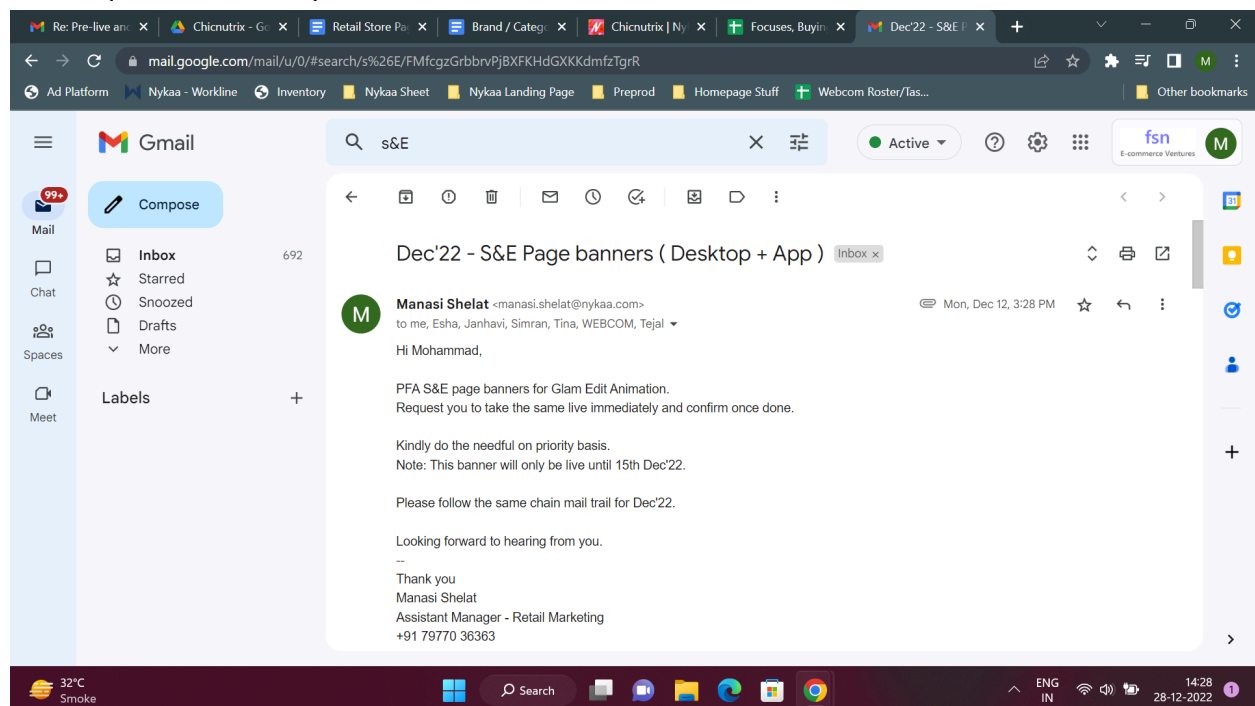 Re: Pre-live and
Chicnutrix - Go
Retail Store Pag
Brand / Catego
Chicnutrix | Ny
Focuses, Buyin
Dec'22 - S&E P
mail.google.com/mail/u/0/#search/s%26E/FMfcgzGrbbrvPjBXFKHdGXKKdmfzTgrR
M
Ad Platform
Nykaa - Workline
Inventory
Nykaa Sheet
Nykaa Landing Page
Preprod
Homepage Stuff
Webcom Roster/Tas...
Other bookmarks
Gmail
s&E
Active
fsn
E-commerce Ventures
M
99+
Mail
Chat
Spaces
Meet
Compose
Inbox 692
Starred
Snoozed
Drafts
More
Labels
31
Dec'22 - S&E Page banners ( Desktop + App ) Inbox x
M
Manasi Shelat <manasi.shelat@nykaa.com>
Mon, Dec 12, 3:28 PM
to me, Esha, Janhavi, Simran, Tina, WEBCOM, Tejal
Hi Mohammad,
PFA S&E page banners for Glam Edit Animation.
Request you to take the same live immediately and confirm once done.
Kindly do the needful on priority basis.
Note: This banner will only be live until 15th Dec'22.
Please follow the same chain mail trail for Dec'22.
Looking forward to hearing from you.
--
Thank you
Manasi Shelat
Assistant Manager - Retail Marketing
+91 79770 36363
32°C
Smoke
Search
ENG
IN
14:28
28-12-2022
1